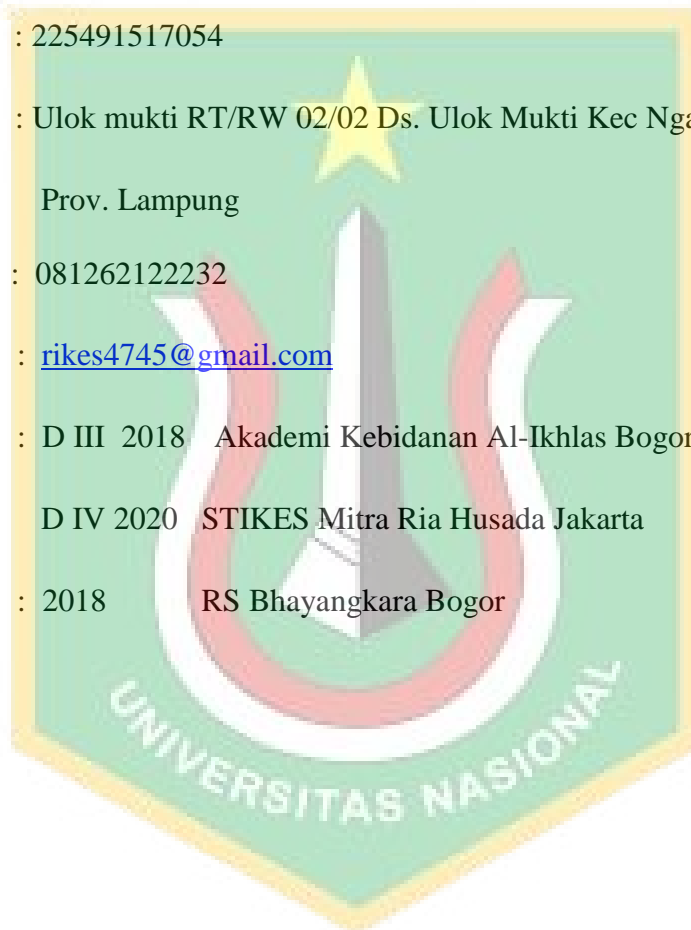 : 225491517054
: Ulok mukti RT/RW 02/02 Ds. Ulok Mukti Kec
Prov. Lampung
: 081262122232
: rikes4745@gmail.com
: D III 2018 Akademi Kebidanan Al-Ikhlas Bogor
D IV 2020 STIKES Mitra Ria Husada Jakarta
: 2018 RS Bhayangkara Bogor
UNIVERSITAS NASIONAL